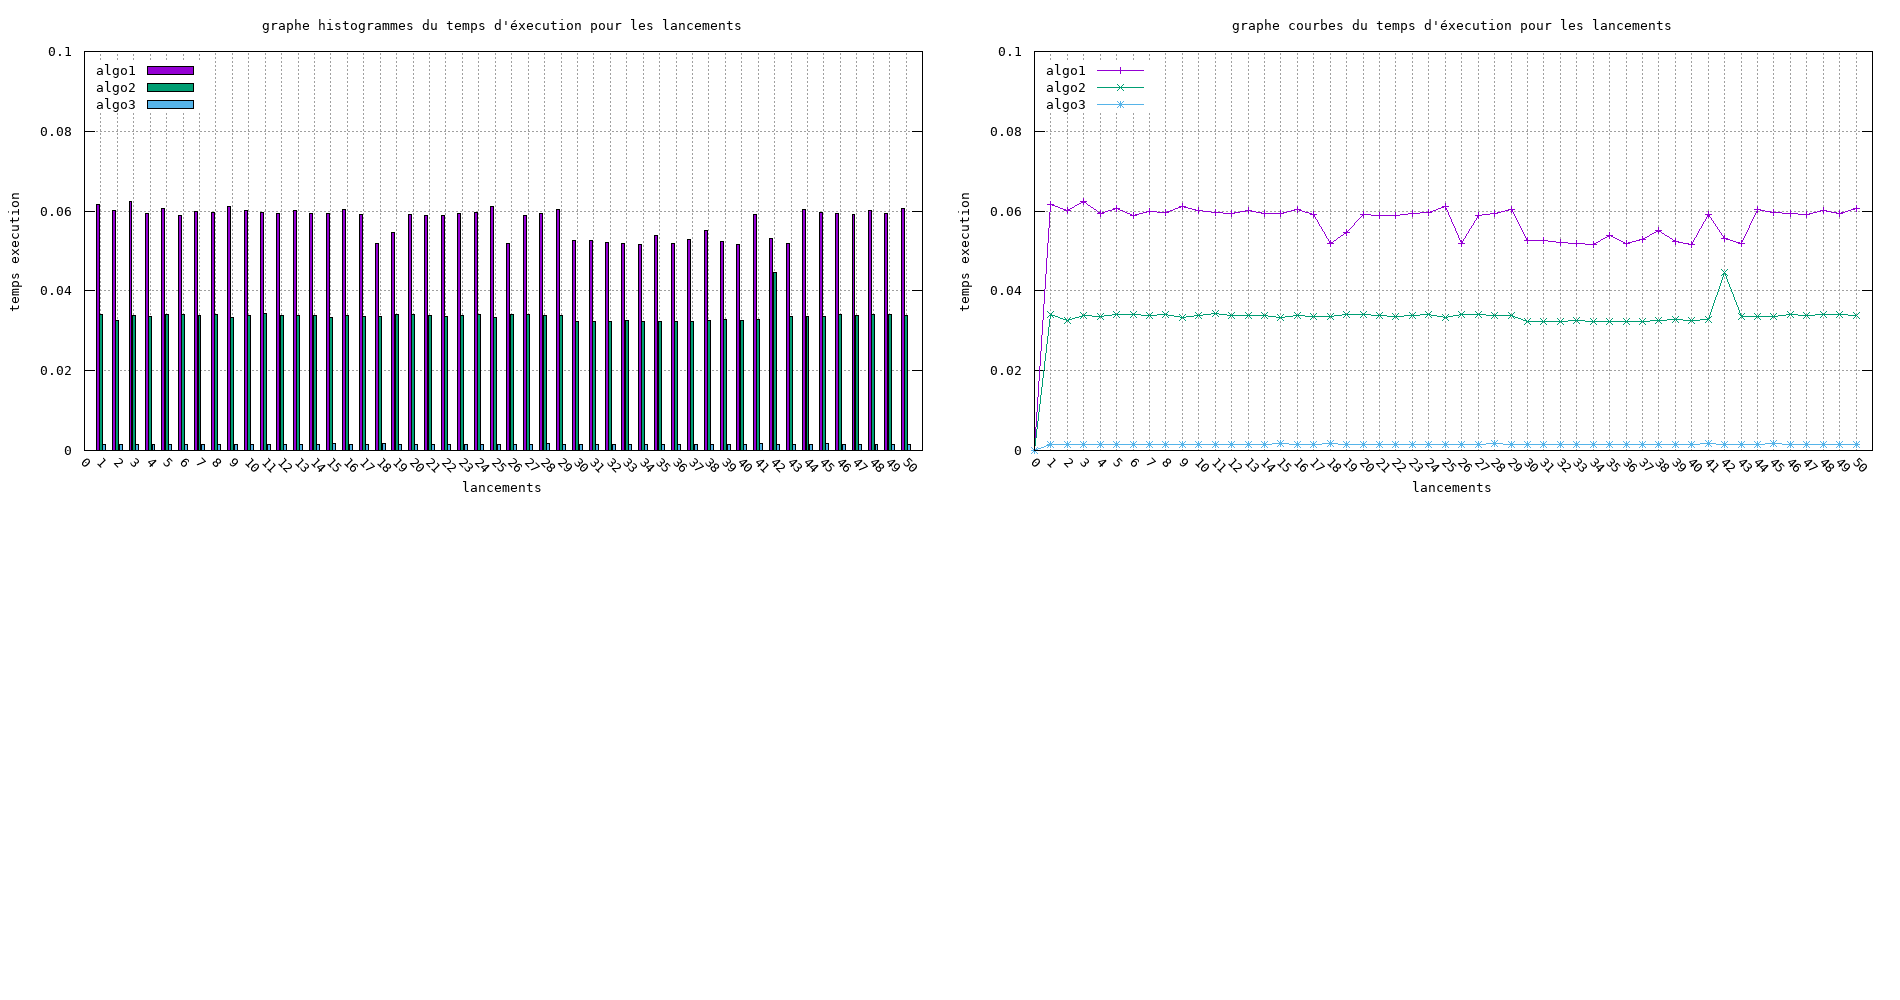 graphe histogrammes du temps d'éxecution pour les lancements
0.1
algo1
algo2
algo3
0.08
0.06
0.04
0.02
0
temps execution
0 1 2 3 4 5 6 7 8 9 10 11 12 13 14 15 16 17 18 19 20 21 22 23 24 25 26 27 28 29 30 31 32 33 34 35 36 37 38 39 40 41 42 43 44 45 46 47 48 49 50
lancements
graphe courbes du temps d'éxecution pour les lancements
0.1
algo1
algo2
algo3
0.08
0.06
0.04
0.02
0
temps execution
0 1 2 3 4 5 6 7 8 9 10 11 12 13 14 15 16 17 18 19 20 21 22 23 24 25 26 27 28 29 30 31 32 33 34 35 36 37 38 39 40 41 42 43 44 45 46 47 48 49 50
lancements